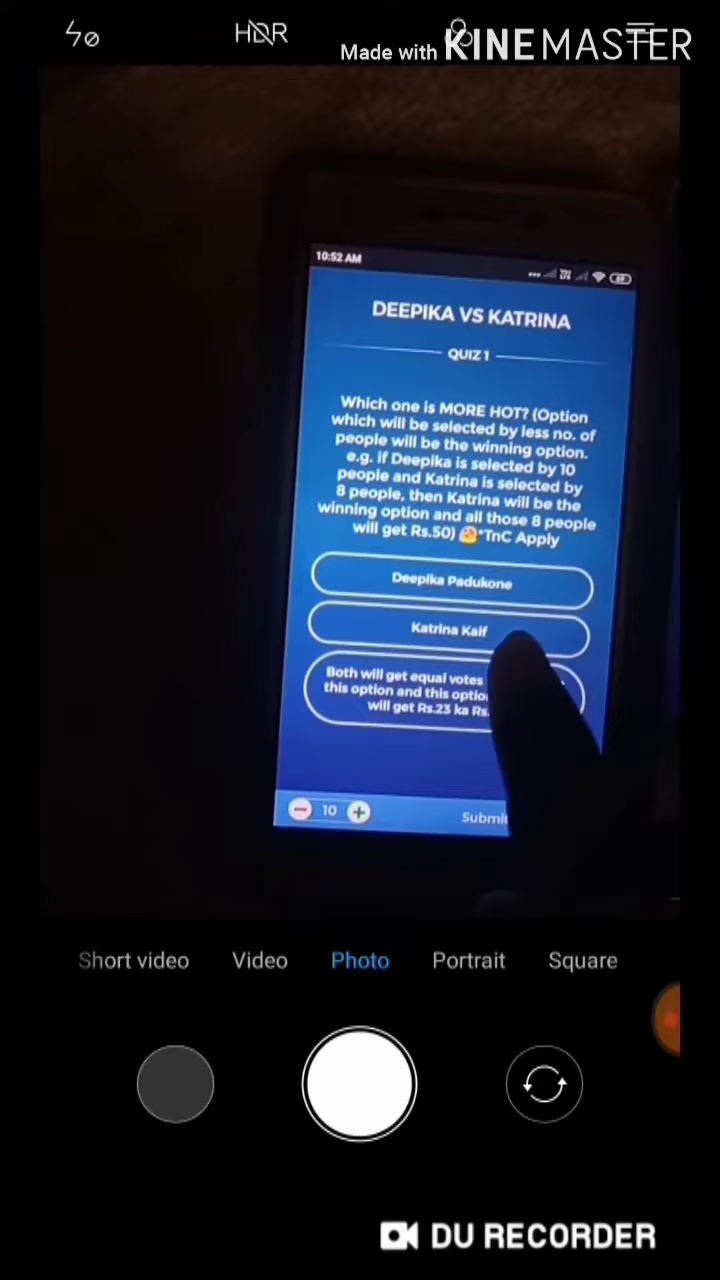 HDR
Made with KINEMASTER
10:52 AM
DEEPIKA VS KATRINA
QUIZ 1
Which one is MORE HOT? (Option
which will be selected by less no. of
people will be the winning option.
e.g. if Deepika is selected by 10
people and Katrina is selected by
8 people, then Katrina will be the
winning option and all those 8 people
will get Rs.50) *TnC Apply
Deepika Padukone
Katrina Kaif
Both will get equal votes
this option and this
will get Rs.23 ka Rs.
10
Short video Video Photo Portrait Square
DU RECORDER